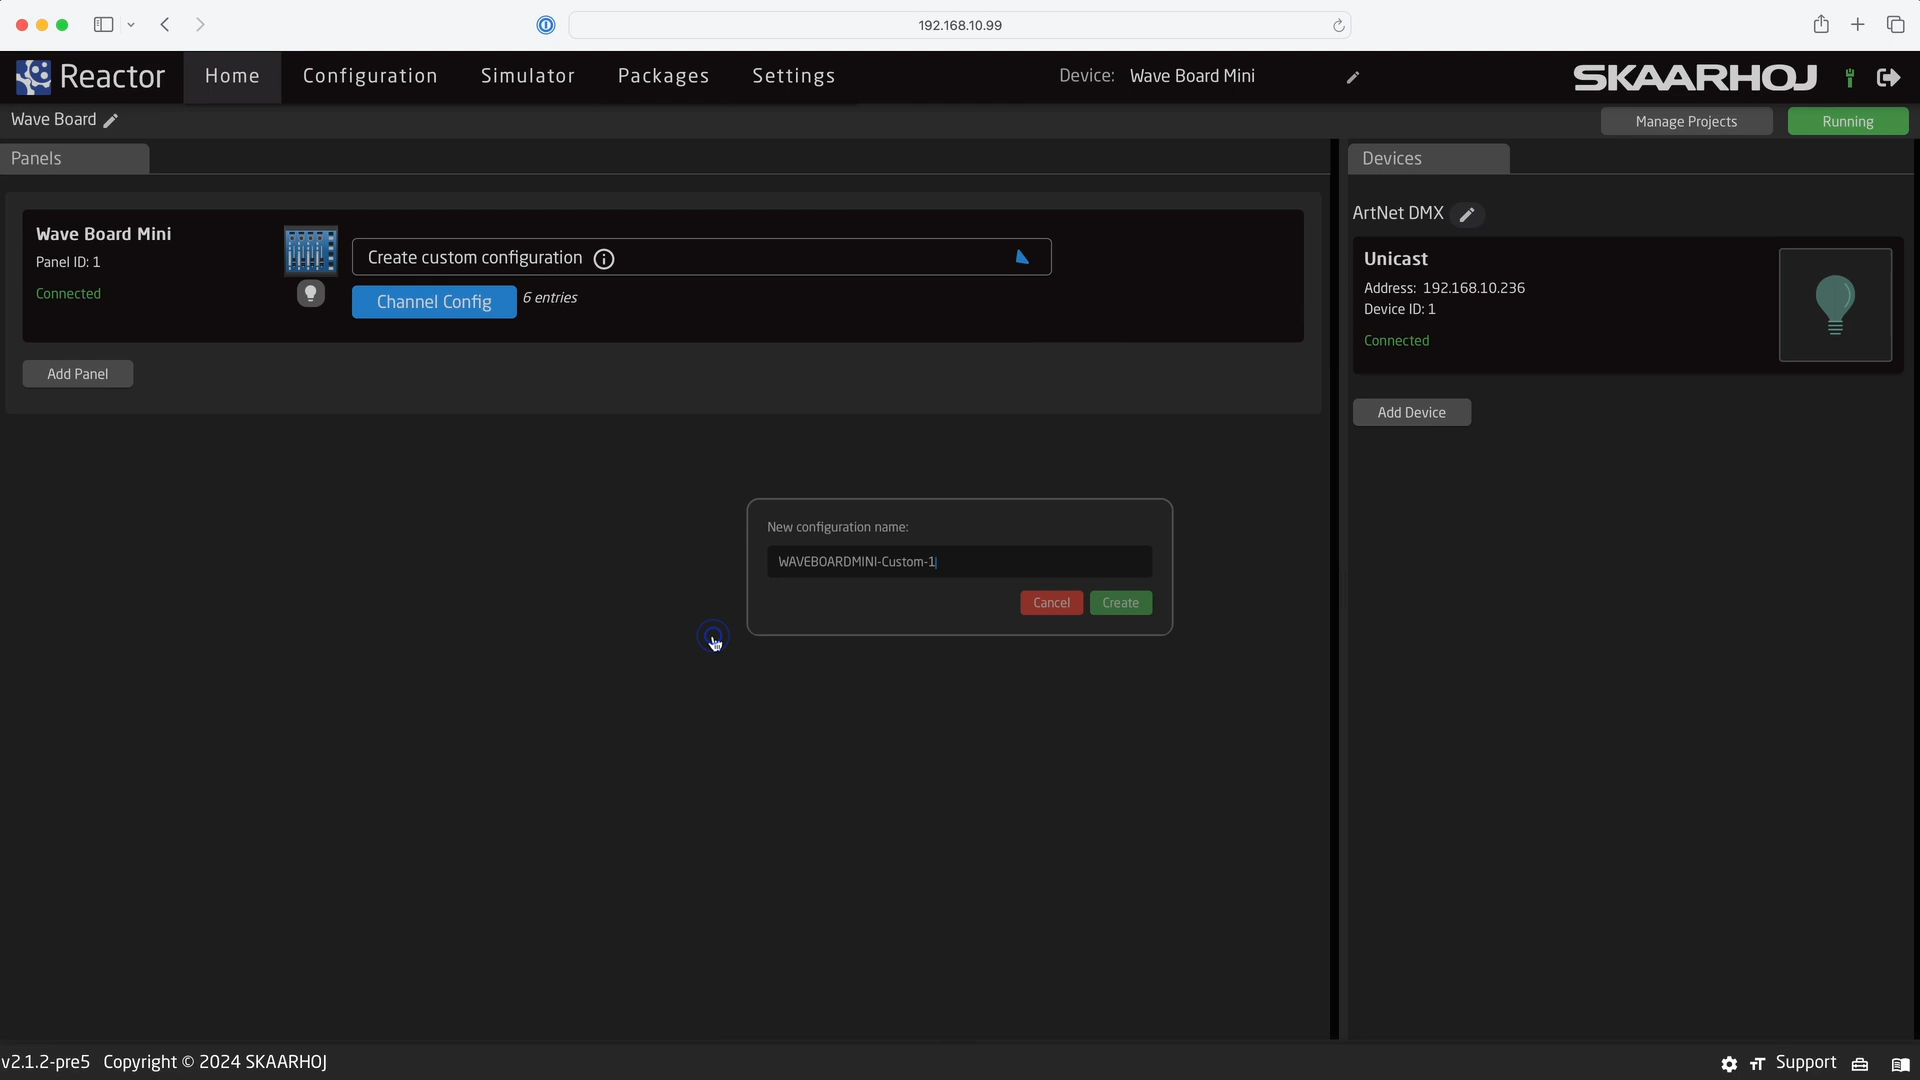 192.168.10.99
Reactor
Home
Configuration
Simulator
Packages
Settings
Device: Wave Board Mini
SKAARHOJ
Wave Board
Manage Projects
Running
Panels
Devices
Wave Board Mini
Panel ID: 1
Connected
Create custom configuration
Channel Config
6 entries
Add Panel
ArtNet DMX
Unicast
Address: 192.168.10.236
Device ID: 1
Connected
Add Device
New configuration name:
WAVEBOARDMINI-Custom-1
Cancel
Create
v2.1.2-pre5 Copyright © 2024 SKAARHOJ
Support